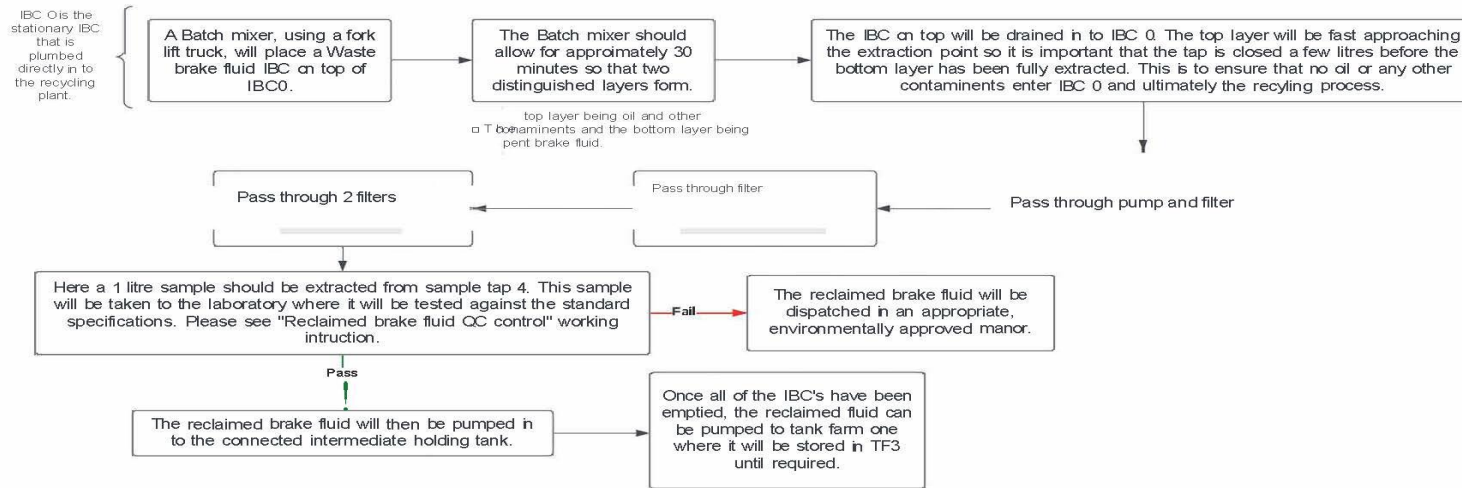 IBC O is the
stationary IBC
that is
plumbed
directly in to
the recycling
plant.
A Batch mixer, using a fork
lift truck, will place a Waste
brake fluid IBC on top of
IBC0.
The Batch mixer should
allow for approimately 30
minutes so that two
distinguished layers form.
top layer being oil and other
□ The contaminents and the bottom layer being
pent brake fluid.
The IBC on top will be drained in to IBC 0. The top layer will be fast approaching
the extraction point so it is important that the tap is closed a few litres before the
bottom layer has been fully extracted. This is to ensure that no oil or any other
contaminents enter IBC 0 and ultimately the recyling process.
Pass through pump and filter
Pass through filter
Pass through 2 filters
Here a 1 litre sample should be extracted from sample tap 4. This sample
will be taken to the laboratory where it will be tested against the standard
specifications. Please see "Reclaimed brake fluid QC control" working
intruction.
Fail
The reclaimed brake fluid will be
dispatched in an appropriate,
environmentally approved manor.
Pass
The reclaimed brake fluid will then be pumped in
to the connected intermediate holding tank.
Once all of the IBC's have been
emptied, the reclaimed fluid can
be pumped to tank farm one
where it will be stored in TF3
until required.